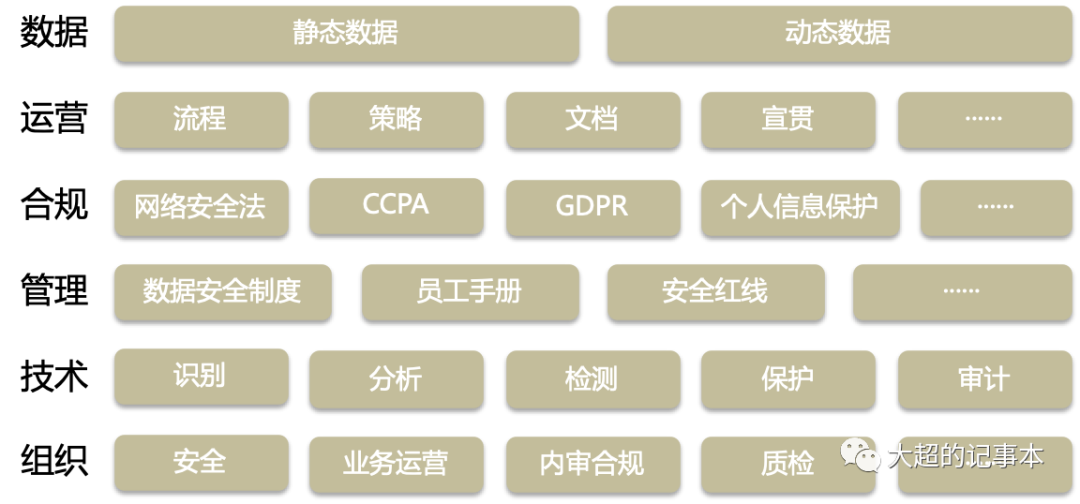 数据 静态数据 动态数据
运营 流程 策略 文档 宣贯 ······
合规 网络安全法 CCPA GDPR 个人信息保护 ······
管理 数据安全制度 员工手册 安全红线 ······
技术 识别 分析 检测 保护 审计
组织 安全 业务运营 内审合规 质检 大超的记事本